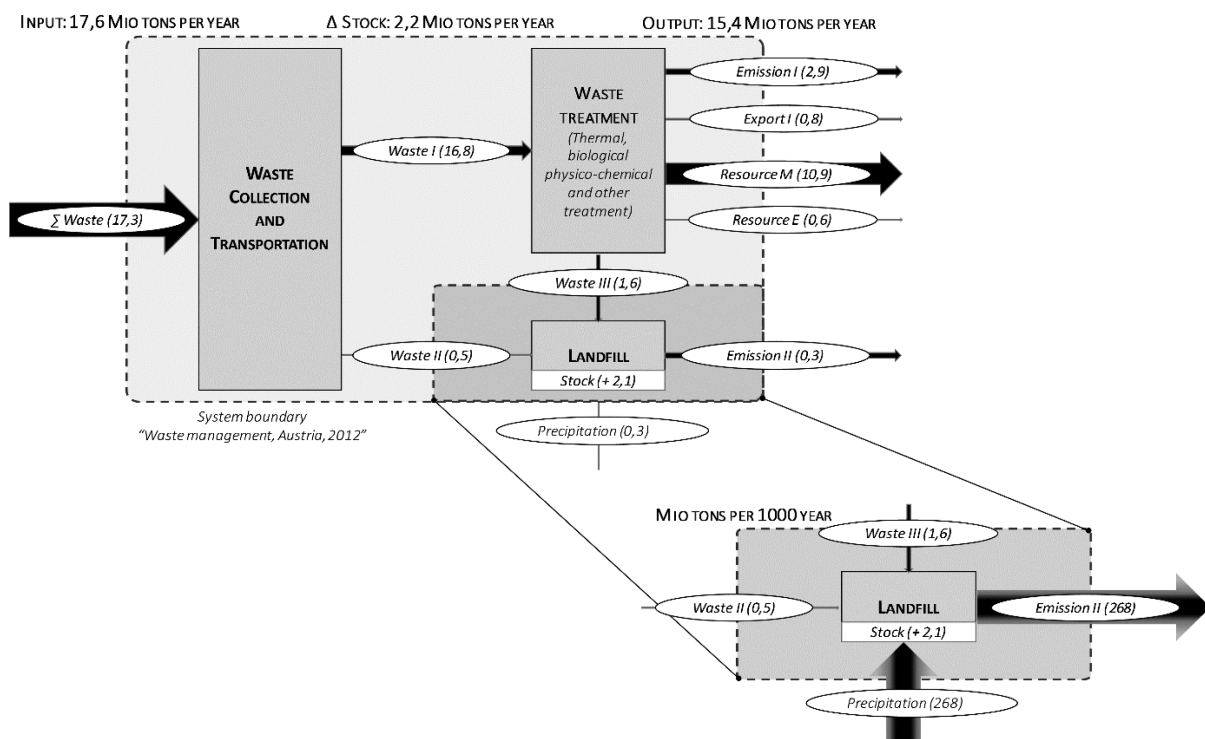 INPUT: 17,6 MIO TONS PER YEAR
Δ STOCK: 2,2 MIO TONS PER YEAR
OUTPUT: 15,4 MIO TONS PER YEAR
WASTE
COLLECTION
AND
TRANSPORTATION
WASTE
TREATMENT
(Thermal,
biological
physico-chemical
and other
treatment)
Emission I (2,9)
Export I (0,8)
Waste I (16,8)
Resource M (10,9)
∑ Waste (17,3)
Resource E (0,6)
Waste III (1,6)
Waste II (0,5)
LANDFILL
Stock (+ 2,1)
Emission II (0,3)
System boundary
"Waste management, Austria, 2012"
Precipitation (0,3)
MIO TONS PER 1000 YEAR
Waste III (1,6)
Waste II (0,5)
LANDFILL
Stock (+ 2,1)
Emission II (268)
Precipitation (268)